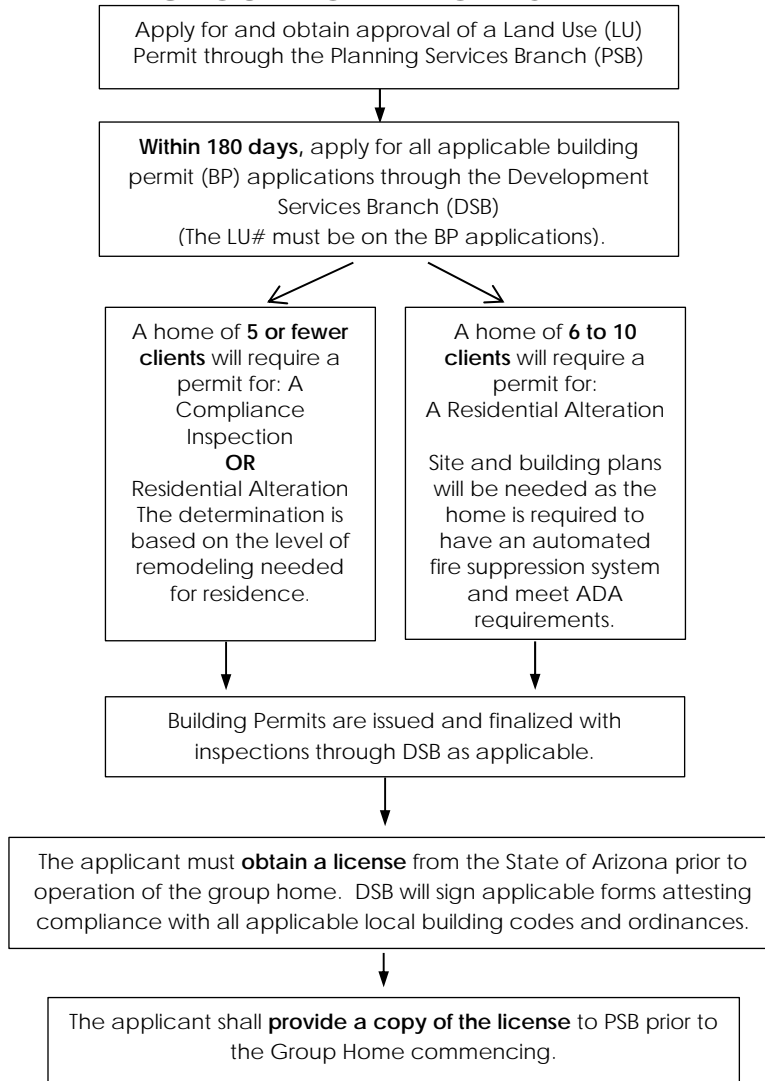 Apply for and obtain approval of a Land Use (LU)
Permit through the Planning Services Branch (PSB)
Within 180 days, apply for all applicable building
permit (BP) applications through the Development
Services Branch (DSB)
(The LU# must be on the BP applications).
A home of 5 or fewer
clients will require a
permit for: A
Compliance
Inspection
OR
Residential Alteration
The determination is
based on the level of
remodeling needed
for residence.
A home of 6 to 10
clients will require a
permit for:
A Residential Alteration
Site and building plans
will be needed as the
home is required to
have an automated
fire suppression system
and meet ADA
requirements.
Building Permits are issued and finalized with
inspections through DSB as applicable.
The applicant must obtain a license from the State of Arizona prior to
operation of the group home. DSB will sign applicable forms attesting
compliance with all applicable local building codes and ordinances.
The applicant shall provide a copy of the license to PSB prior to
the Group Home commencing.